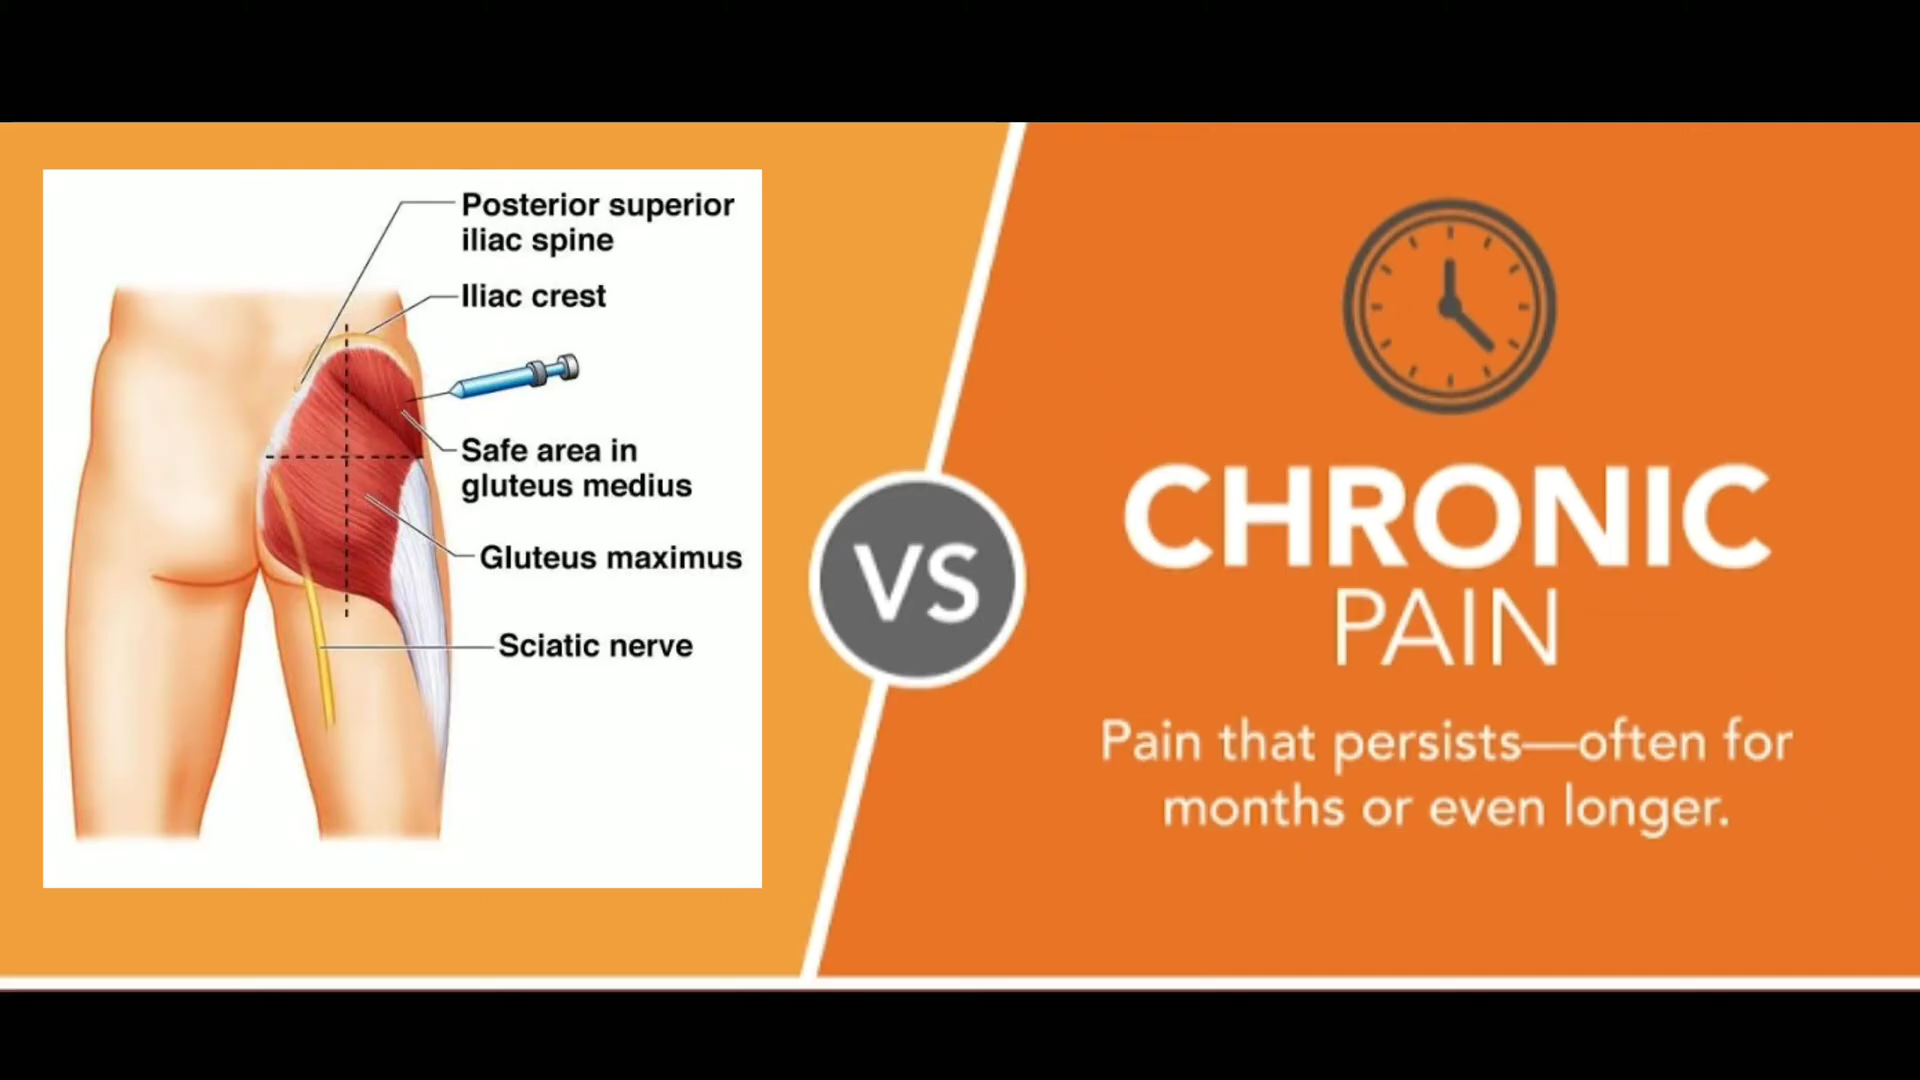 Posterior superior
iliac spine
Iliac crest
Safe area in
gluteus medius
Gluteus maximus
Sciatic nerve
VS
CHRONIC
PAIN
Pain that persists—often for
months or even longer.